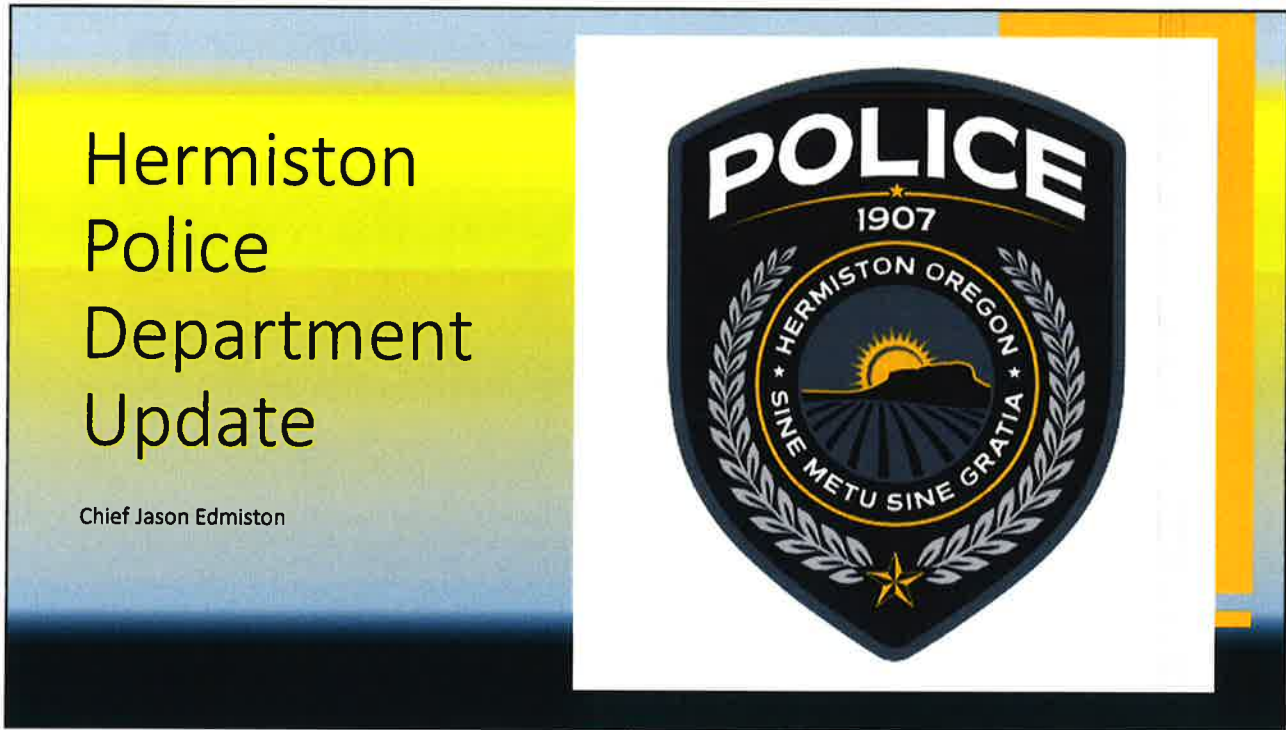 Hermiston
Police
Department
Update
Chief Jason Edmiston
POLICE
1907
HERMISTON OREGON
SINE METU SINE GRATIA